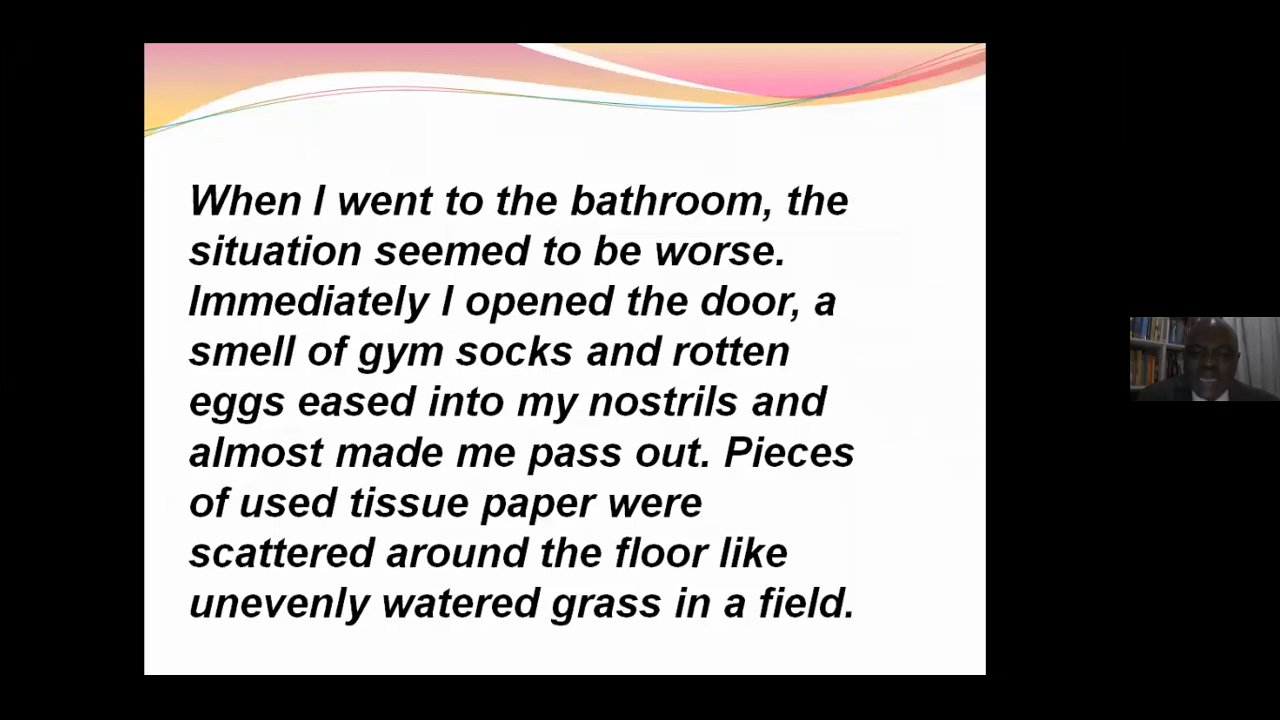 When I went to the bathroom, the
situation seemed to be worse.
Immediately I opened the door, a
smell of gym socks and rotten
eggs eased into my nostrils and
almost made me pass out. Pieces
of used tissue paper were
scattered around the floor like
unevenly watered grass in a field.